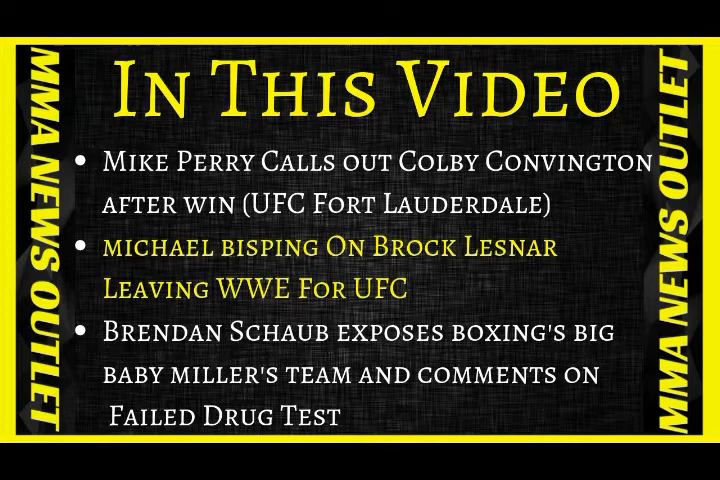 In This Video
MMA NEWS OUTLET
• Mike Perry Calls out Colby Convington
after win (UFC Fort Lauderdale)
• michael bisping On Brock Lesnar
Leaving WWE For UFC
• Brendan Schaub exposes boxing's big
baby miller's team and comments on
Failed Drug Test
MMA NEWS OUTLET